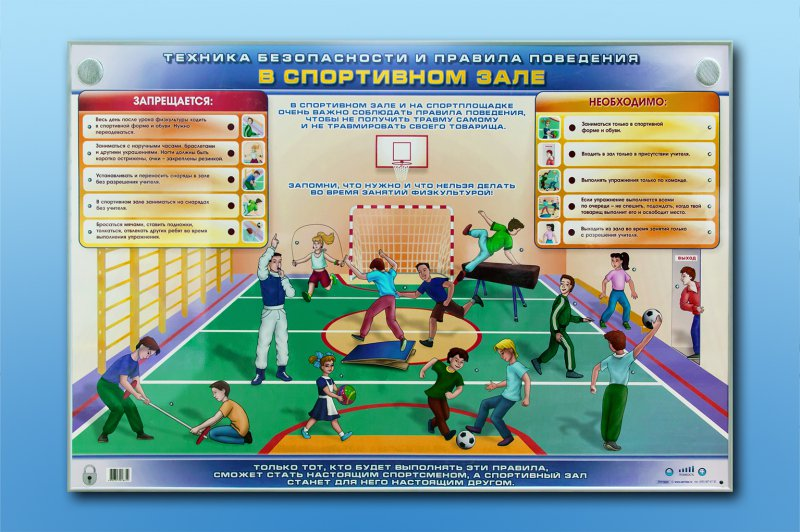 ТЕХНИКА БЕЗОПАСНОСТИ И ПРАВИЛА ПОВЕДЕНИЯ
В СПОРТИВНОМ ЗАЛЕ
ЗАПРЕЩАЕТСЯ:
Весь день после урока физкультуры ходить
в спортивной форме и обуви. Нужно
переодеваться.
Заниматься с наручными часами, браслетами
и другими украшениями. Ногти должны быть
коротко острижены, очки - закреплены резинкой.
Устанавливать и переносить снаряды в зале
без разрешения учителя.
В спортивном зале заниматься на снарядах
без учителя.
Бросаться мячами, ставить подножки,
толкаться, отвлекать других ребят во время
выполнения упражнения.
В СПОРТИВНОМ ЗАЛЕ И НА СПОРТПЛОЩАДКЕ
ОЧЕНЬ ВАЖНО СОБЛЮДАТЬ ПРАВИЛА ПОВЕДЕНИЯ,
ЧТОБЫ НЕ ПОЛУЧИТЬ ТРАВМУ САМОМУ
И НЕ ТРАВМИРОВАТЬ СВОЕГО ТОВАРИЩА.
ЗАПОМНИ, ЧТО НУЖНО И ЧТО НЕЛЬЗЯ ДЕЛАТЬ
ВО ВРЕМЯ ЗАНЯТИЙ ФИЗКУЛЬТУРОЙ:
НЕОБХОДИМО:
Заниматься только в спортивной
форме и обуви.
Входить в зал только в присутствии учителя.
Выполнять упражнения только по команде.
Если упражнение выполняется всеми
по очереди - не спешить, подождать, когда твой
товарищ выполнит его и освободит место.
Выходить из зала во время занятий только
с разрешения учителя.
ВЫХОД
ТОЛЬКО ТОТ, КТО БУДЕТ ВЫПОЛНЯТЬ ЭТИ ПРАВИЛА,
СМОЖЕТ СТАТЬ НАСТОЯЩИМ СПОРТСМЕНОМ, А СПОРТИВНЫЙ ЗАЛ
СТАНЕТ ДЛЯ НЕГО НАСТОЯЩИМ ДРУГОМ.